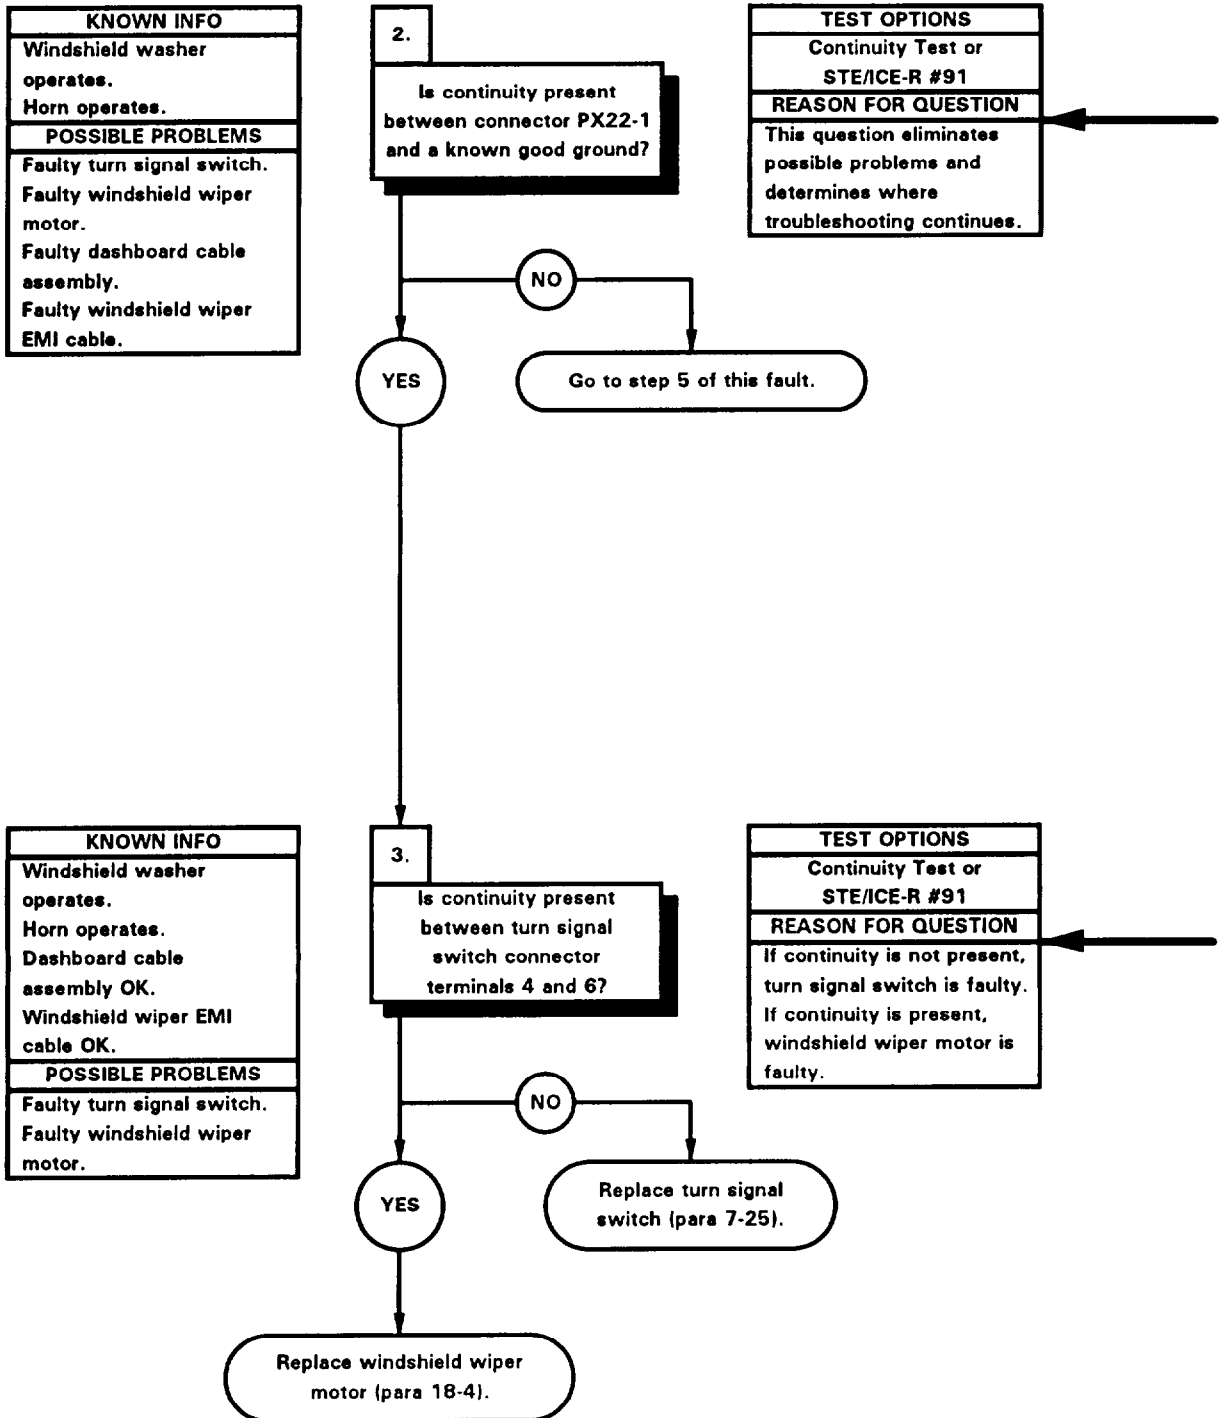 KNOWN INFO
Windshield washer
operates.
Horn operates.
POSSIBLE PROBLEMS
Faulty turn signal switch.
Faulty windshield wiper
motor.
Faulty dashboard cable
assembly.
Faulty windshield wiper
EMI cable.
2.
Is continuity present
between connector PX22-1
and a known good ground?
TEST OPTIONS
Continuity Test or
STE/ICE-R #91
REASON FOR QUESTION
This question eliminates
possible problems and
determines where
troubleshooting continues.
NO
YES
Go to step 5 of this fault.
KNOWN INFO
Windshield washer
operates.
Horn operates.
Dashboard cable
assembly OK.
Windshield wiper EMI
cable OK.
POSSIBLE PROBLEMS
Faulty turn signal switch.
Faulty windshield wiper
motor.
3.
Is continuity present
between turn signal
switch connector
terminals 4 and 6?
TEST OPTIONS
Continuity Test or
STE/ICE-R #91
REASON FOR QUESTION
If continuity is not present,
turn signal switch is faulty.
If continuity is present,
windshield wiper motor is
faulty.
NO
YES
Replace turn signal
switch (para 7-25).
Replace windshield wiper
motor (para 18-4).